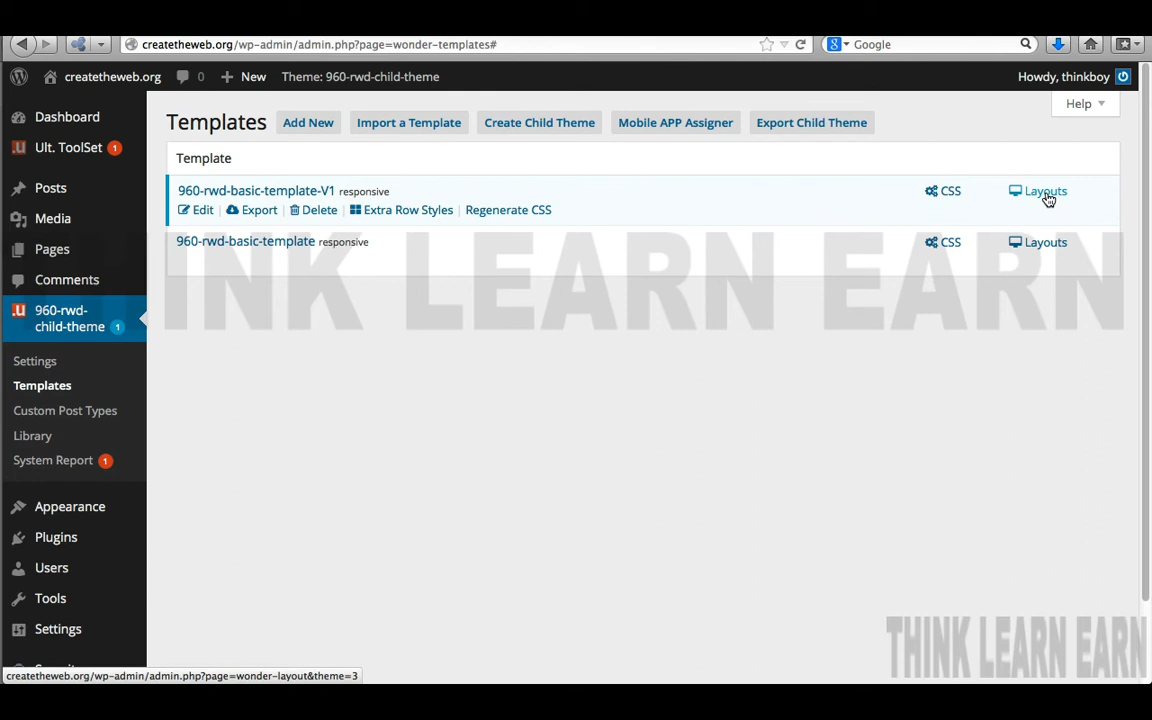 createtheweb.org/wp-admin/admin.php?page=wonder-templates#
Google
createtheweb.org 0 New Theme: 960-rwd-child-theme Howdy, thinkboy
Help
Dashboard
Ult. ToolSet 1
Posts
Media
Pages
Comments
960-rwd-
child-theme 1
Settings
Templates
Custom Post Types
Library
System Report 1
Appearance
Plugins
Users
Tools
Settings
Templates Add New Import a Template Create Child Theme Mobile APP Assigner Export Child Theme
Template
960-rwd-basic-template-V1 responsive CSS Layouts
Edit | Export | Delete | Extra Row Styles | Regenerate CSS
960-rwd-basic-template responsive CSS Layouts
THINK LEARN EARN
THINK LEARN EARN
createtheweb.org/wp-admin/admin.php?page=wonder-layout&theme=3